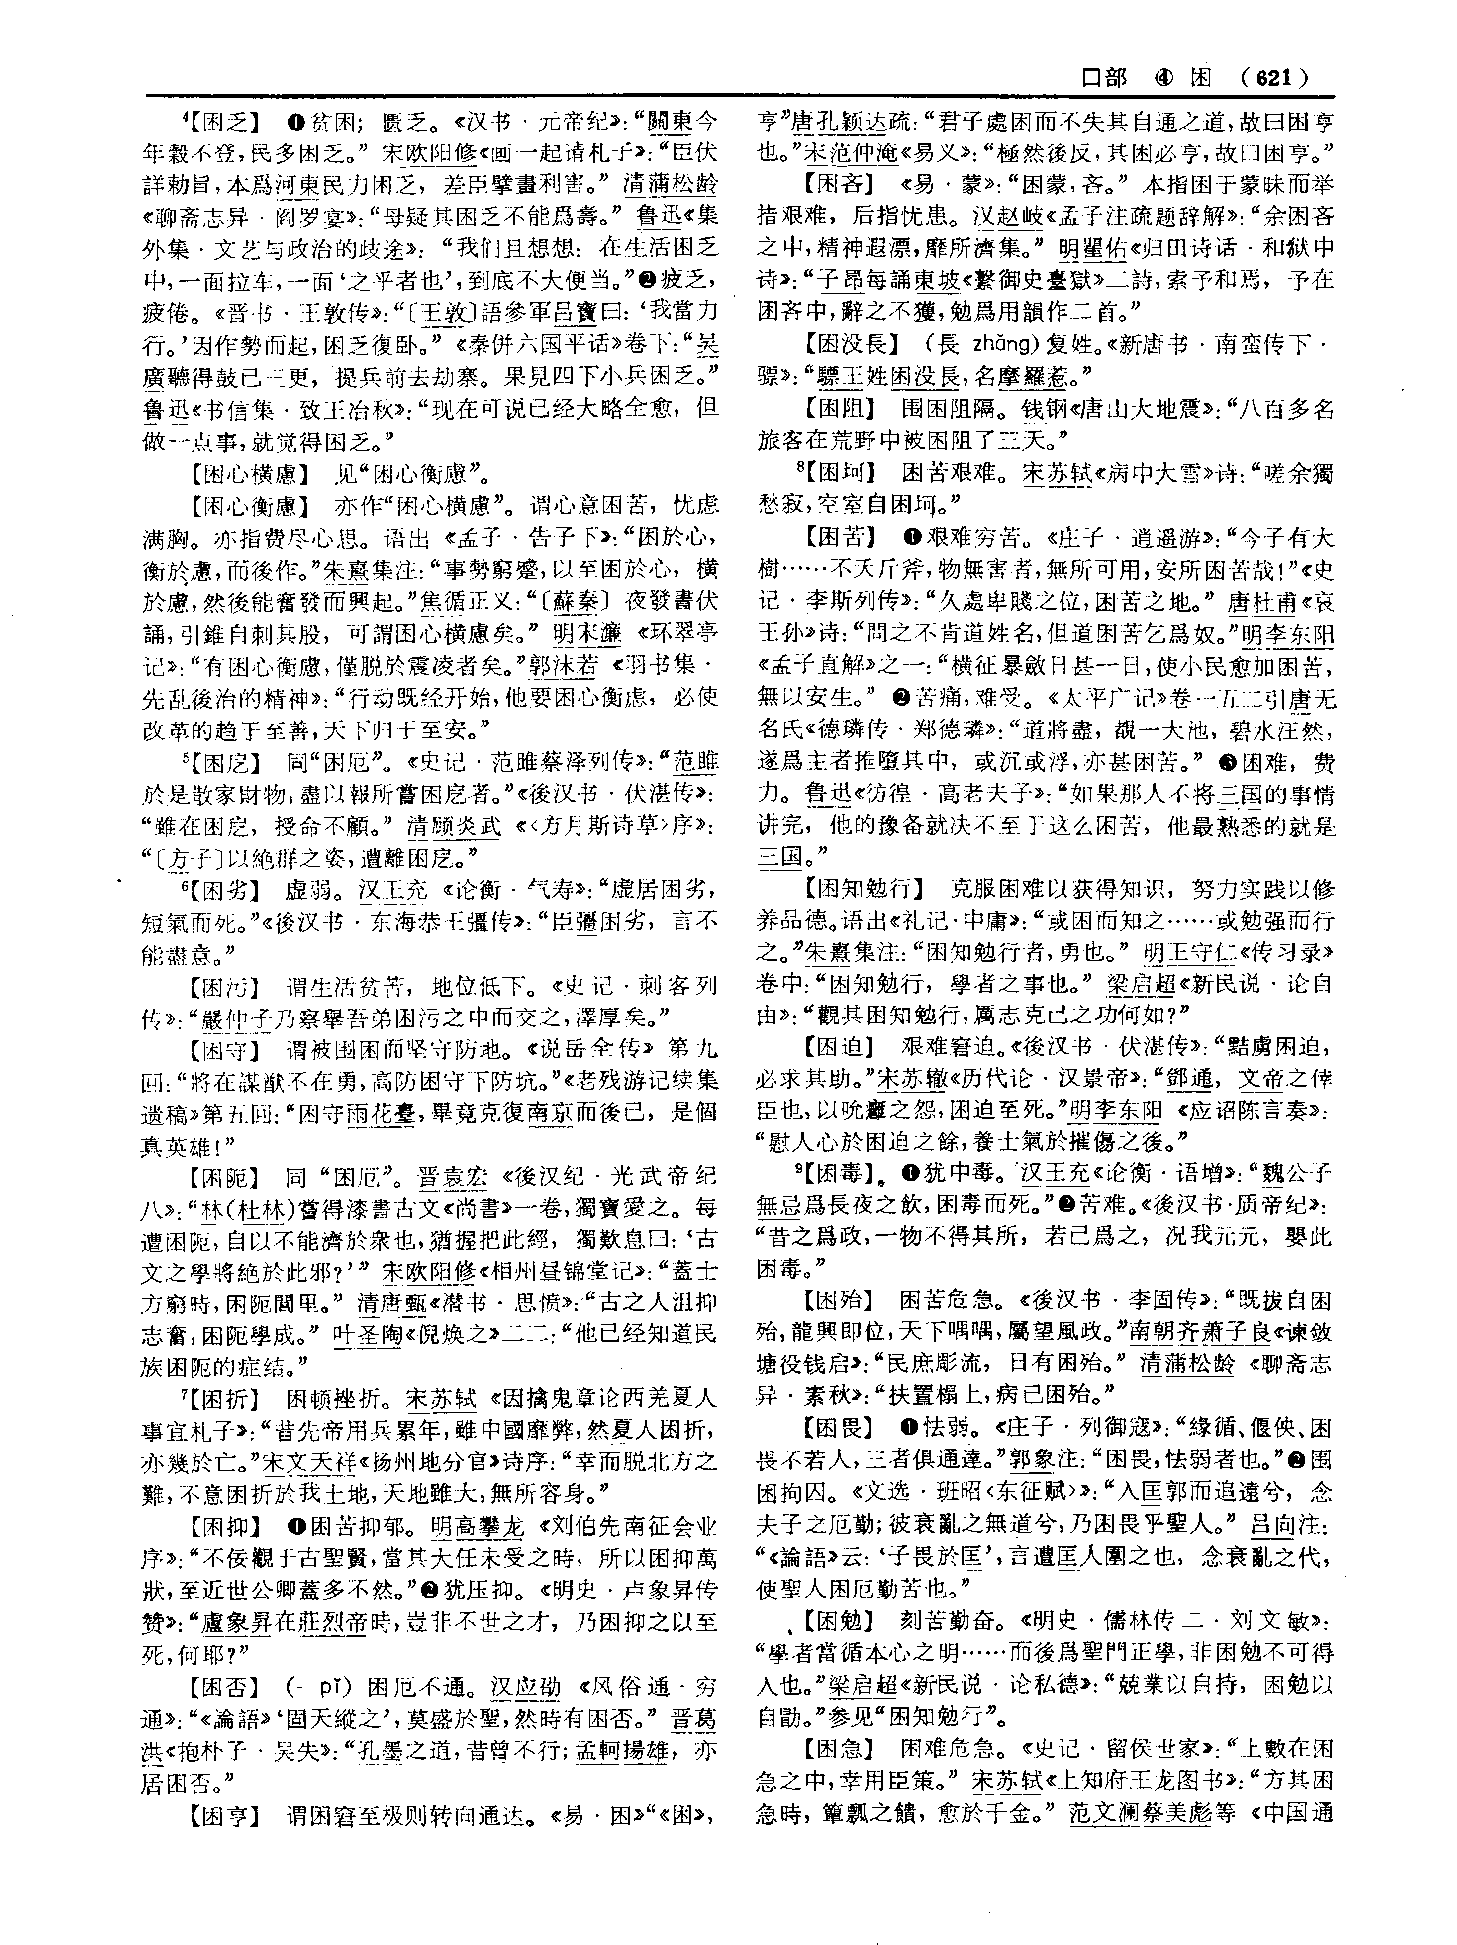 口部 ④ 困 （621）
⁴【困乏】 ❶贫困；匮乏。《汉书·元帝纪》：“關東今
年穀不登，民多困乏。” 宋欧阳修《画一起请札子》：“臣伏
詳勅旨，本爲河東民力困乏，差臣擘畫利害。” 清蒲松龄
《聊斋志异·阎罗宴》：“母疑其困乏不能爲壽。” 鲁迅《集
外集·文艺与政治的歧途》：“我们且想想：在生活困乏
中，一面拉车，一面‘之乎者也’，到底不大便当。”❷疲乏，
疲倦。《晋书·王敦传》：“〔王敦〕語參軍吕寶曰：‘我當力
行。’因作勢而起，困乏復卧。” 《秦併六国平话》卷下：“吴
廣聽得鼓已三更，提兵前去劫寨。果見四下小兵困乏。”
鲁迅《书信集·致王冶秋》：“现在可说已经大略全愈，但
做一点事，就觉得困乏。”
【困心横慮】 见“困心衡慮”。
【困心衡慮】 亦作“困心横慮”。谓心意困苦，忧虑
满胸。亦指费尽心思。语出《孟子·告子下》：“困於心，
衡於慮，而後作。”朱熹集注：“事勢窮蹙，以至困於心，横
於慮，然後能奮發而興起。”焦循正义：“〔蘇秦〕夜發書伏
誦，引錐自刺其股，可謂困心横慮矣。” 明宋濂《环翠亭
记》：“有困心衡慮，僅脱於震凌者矣。”郭沫若《羽书集·
先乱後治的精神》：“行动既经开始，他要困心衡虑，必使
改革的趋于至善，天下归于至安。”
⁵【困戹】 同“困厄”。《史记·范雎蔡泽列传》：“范雎
於是散家財物，盡以報所嘗困戹者。”《後汉书·伏湛传》：
“雖在困戹，授命不顧。” 清顾炎武《〈方月斯诗草〉序》：
“〔方子〕以絶群之姿，遭離困戹。”
⁶【困劣】 虚弱。汉王充《论衡·气寿》：“虚居困劣，
短氣而死。”《後汉书·东海恭王彊传》：“臣彊困劣，言不
能盡意。”
【困污】 谓生活贫苦，地位低下。《史记·刺客列
传》：“嚴仲子乃察舉吾弟困污之中而交之，澤厚矣。”
【困守】 谓被围困而坚守防地。《说岳全传》第九
回：“將在謀猷不在勇，高防困守下防坑。”《老残游记续集
遗稿》第五回：“困守雨花臺，畢竟克復南京而後已，是個
真英雄！”
【困阨】 同“困厄”。晋袁宏《後汉纪·光武帝纪
八》：“林（杜林）嘗得漆書古文《尚書》一卷，獨寶愛之。每
遭困阨，自以不能濟於衆也，猶握把此經，獨歎息曰：‘古
文之學將絶於此邪？’” 宋欧阳修《相州昼锦堂记》：“蓋士
方窮時，困阨閭里。” 清唐甄《潜书·思愤》：“古之人沮抑
志奮，困阨學成。” 叶圣陶《倪焕之》二二：“他已经知道民
族困阨的症结。”
⁷【困折】 困顿挫折。宋苏轼《因擒鬼章论西羌夏人
事宜札子》：“昔先帝用兵累年，雖中國靡弊，然夏人困折，
亦幾於亡。”宋文天祥《扬州地分官》诗序：“幸而脱北方之
難，不意困折於我土地，天地雖大，無所容身。”
【困抑】 ❶困苦抑郁。明高攀龙《刘伯先南征会业
序》：“不佞觀于古聖賢，當其大任未受之時，所以困抑萬
狀，至近世公卿蓋多不然。”❷犹压抑。《明史·卢象昇传
赞》：“盧象昇在莊烈帝時，豈非不世之才，乃困抑之以至
死，何耶？”
【困否】 （- pǐ）困厄不通。汉应劭《风俗通·穷
通》：“《論語》‘固天縱之’，莫盛於聖，然時有困否。” 晋葛
洪《抱朴子·吴失》：“孔墨之道，昔曾不行；孟軻揚雄，亦
居困否。”
【困亨】 谓困窘至极则转向通达。《易·困》“《困》，
亨”唐孔颖达疏：“君子處困而不失其自通之道，故曰困亨
也。”宋范仲淹《易义》：“極然後反，其困必亨，故曰困亨。”
【困吝】 《易·蒙》：“困蒙，吝。” 本指困于蒙昧而举
措艰难，后指忧患。汉赵岐《孟子注疏题辞解》：“余困吝
之中，精神遐漂，靡所濟集。” 明瞿佑《归田诗话·和狱中
诗》：“子昂每誦東坡《繫御史臺獄》二詩，索予和焉，予在
困吝中，辭之不獲，勉爲用韻作二首。”
【困没長】 （長 zhǎng）复姓。《新唐书·南蛮传下·
骠》：“驃王姓困没長，名摩羅惹。”
【困阻】 围困阻隔。钱钢《唐山大地震》：“八百多名
旅客在荒野中被困阻了三天。”
⁸【困坷】 困苦艰难。宋苏轼《病中大雪》诗：“嗟余獨
愁寂，空室自困坷。”
【困苦】 ❶艰难穷苦。《庄子·逍遥游》：“今子有大
樹……不夭斤斧，物無害者，無所可用，安所困苦哉！”《史
记·李斯列传》：“久處卑賤之位，困苦之地。” 唐杜甫《哀
王孙》诗：“問之不肯道姓名，但道困苦乞爲奴。”明李东阳
《孟子直解》之一：“横征暴斂日甚一日，使小民愈加困苦，
無以安生。” ❷苦痛，难受。《太平广记》卷一五二引唐无
名氏《德璘传·郑德璘》：“道將盡，覩一大池，碧水汪然，
遂爲主者推墮其中，或沉或浮，亦甚困苦。” ❸困难，费
力。鲁迅《彷徨·高老夫子》：“如果那人不将三国的事情
讲完，他的豫备就决不至于这么困苦，他最熟悉的就是
三国。”
【困知勉行】 克服困难以获得知识，努力实践以修
养品德。语出《礼记·中庸》：“或困而知之……或勉强而行
之。”朱熹集注：“困知勉行者，勇也。” 明王守仁《传习录》
卷中：“困知勉行，學者之事也。” 梁启超《新民说·论自
由》：“觀其困知勉行，厲志克己之功何如？”
【困迫】 艰难窘迫。《後汉书·伏湛传》：“黠虜困迫，
必求其助。”宋苏辙《历代论·汉景帝》：“鄧通，文帝之倖
臣也，以吮癰之怨，困迫至死。”明李东阳《应诏陈言奏》：
“慰人心於困迫之餘，養士氣於摧傷之後。”
⁹【困毒】。 ❶犹中毒。汉王充《论衡·语增》：“魏公子
無忌爲長夜之飲，困毒而死。”❷苦难。《後汉书·质帝纪》：
“昔之爲政，一物不得其所，若己爲之，况我元元，嬰此
困毒。”
【困殆】 困苦危急。《後汉书·李固传》：“既拔自困
殆，龍興即位，天下喁喁，屬望風政。”南朝齐萧子良《谏敛
塘役钱启》：“民庶彫流，日有困殆。” 清蒲松龄《聊斋志
异·素秋》：“扶置榻上，病已困殆。”
【困畏】 ❶怯弱。《庄子·列御寇》：“緣循、偃佒、困
畏不若人，三者俱通達。”郭象注：“困畏，怯弱者也。”❷围
困拘囚。《文选·班昭〈东征赋〉》：“入匡郭而追遠兮，念
夫子之厄勤；彼衰亂之無道兮，乃困畏乎聖人。” 吕向注：
“《論語》云：‘子畏於匡’，言遭匡人圍之也，念衰亂之代，
使聖人困厄勤苦也。”
【困勉】 刻苦勤奋。《明史·儒林传二·刘文敏》：
“學者當循本心之明……而後爲聖門正學，非困勉不可得
入也。”梁启超《新民说·论私德》：“兢業以自持，困勉以
自勖。”参见“困知勉行”。
【困急】 困难危急。《史记·留侯世家》：“上數在困
急之中，幸用臣策。” 宋苏轼《上知府王龙图书》：“方其困
急時，簞瓢之饋，愈於千金。” 范文澜蔡美彪等《中国通